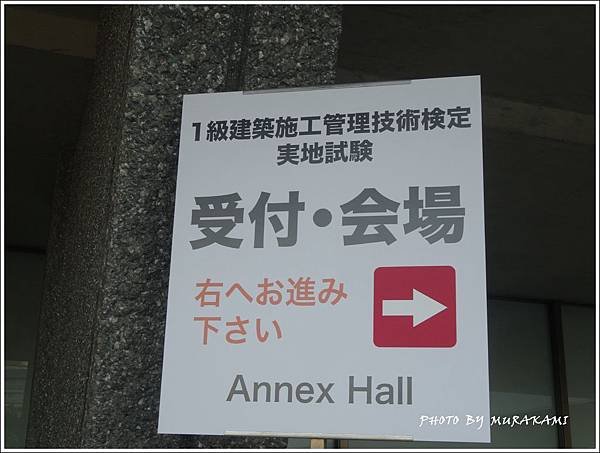 1級建築施工管理技術検定
実地試験
受付・会場
右へお進み
下さい
Annex Hall
PHOTO BY MURAKAMI